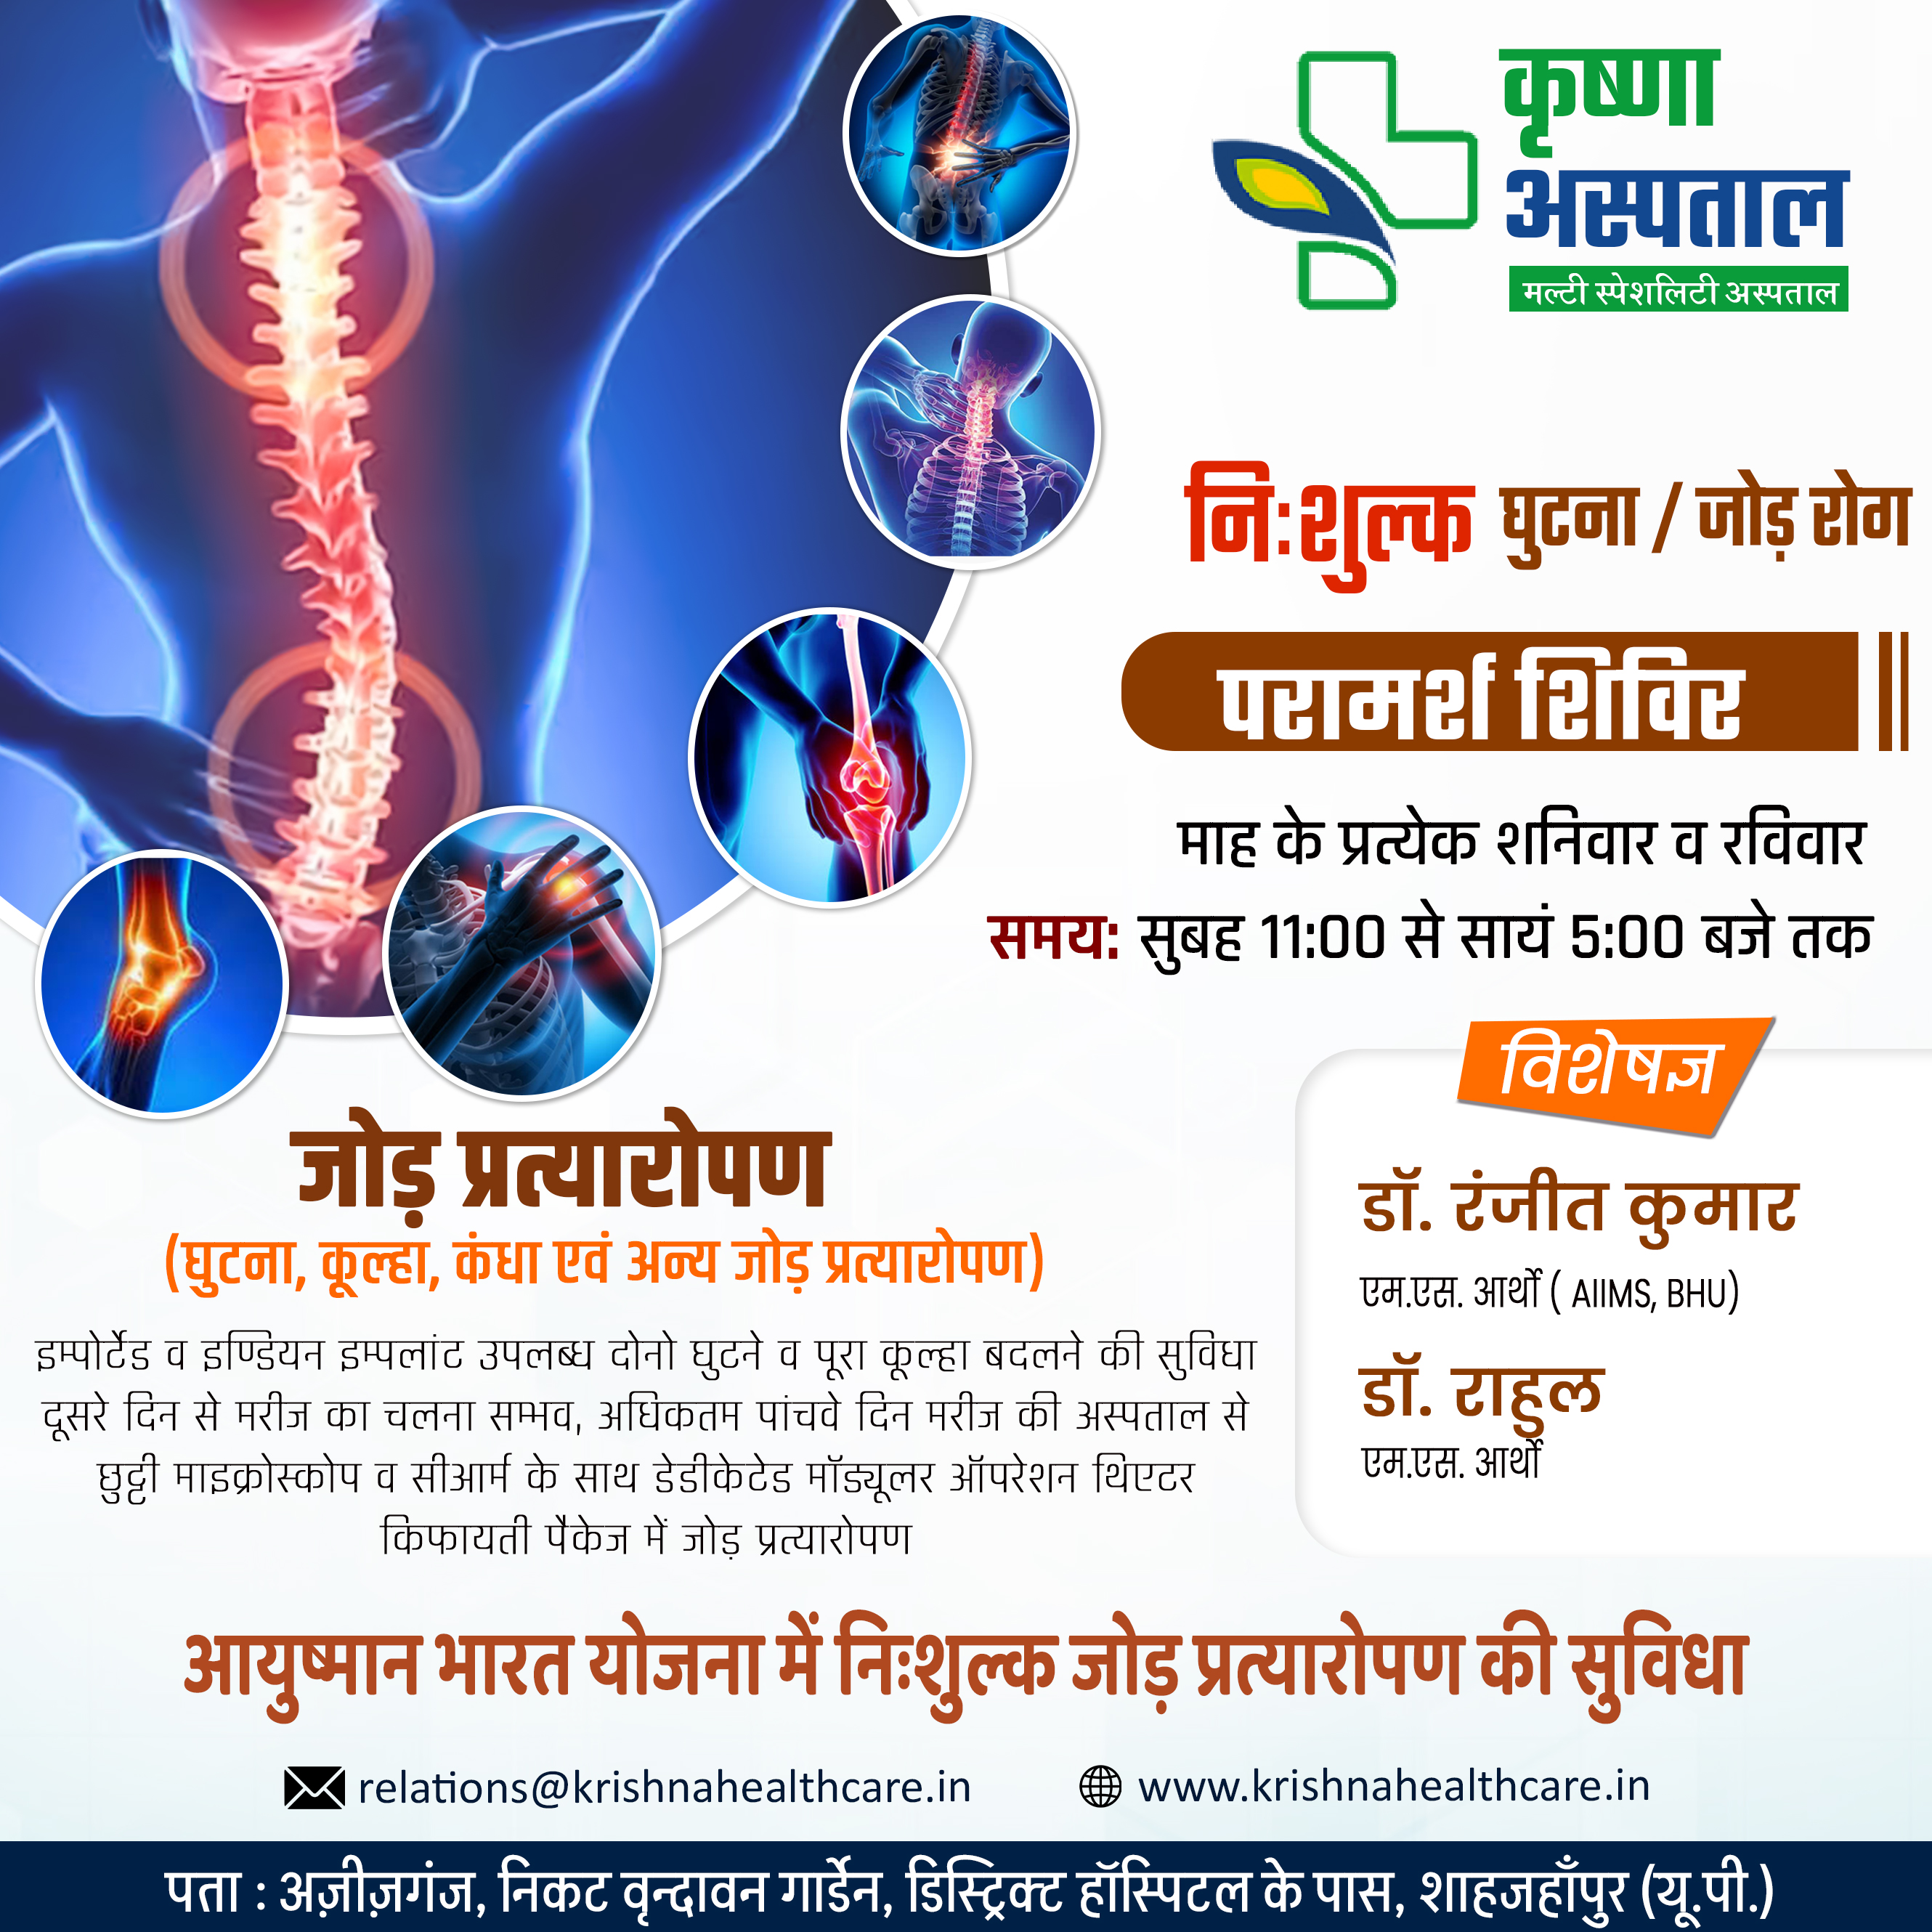 कृष्णा
अस्पताल
मल्टी स्पेशलिटी अस्पताल
निःशुल्क घुटना / जोड़ रोग
परामर्श शिविर
माह के प्रत्येक शनिवार व रविवार
समय: सुबह 11:00 से सायं 5:00 बजे तक
विशेषज्ञ
डॉ. रंजीत कुमार
एम.एस. आर्थो ( AIIMS, BHU)
डॉ. राहुल
एम.एस. आर्थो
जोड़ प्रत्यारोपण
(घुटना, कूल्हा, कंधा एवं अन्य जोड़ प्रत्यारोपण)
इम्पोर्टेड व इण्डियन इम्पलांट उपलब्ध दोनो घुटने व पूरा कूल्हा बदलने की सुविधा
दूसरे दिन से मरीज का चलना सम्भव, अधिकतम पांचवे दिन मरीज की अस्पताल से
छुट्टी माइक्रोस्कोप व सीआर्म के साथ डेडीकेटेड मॉड्यूलर ऑपरेशन थिएटर
किफायती पैकेज में जोड़ प्रत्यारोपण
आयुष्मान भारत योजना में निःशुल्क जोड़ प्रत्यारोपण की सुविधा
relations@krishnahealthcare.in www.krishnahealthcare.in
पता : अज़ीज़गंज, निकट वृन्दावन गार्डेन, डिस्ट्रिक्ट हॉस्पिटल के पास, शाहजहाँपुर (यू.पी.)